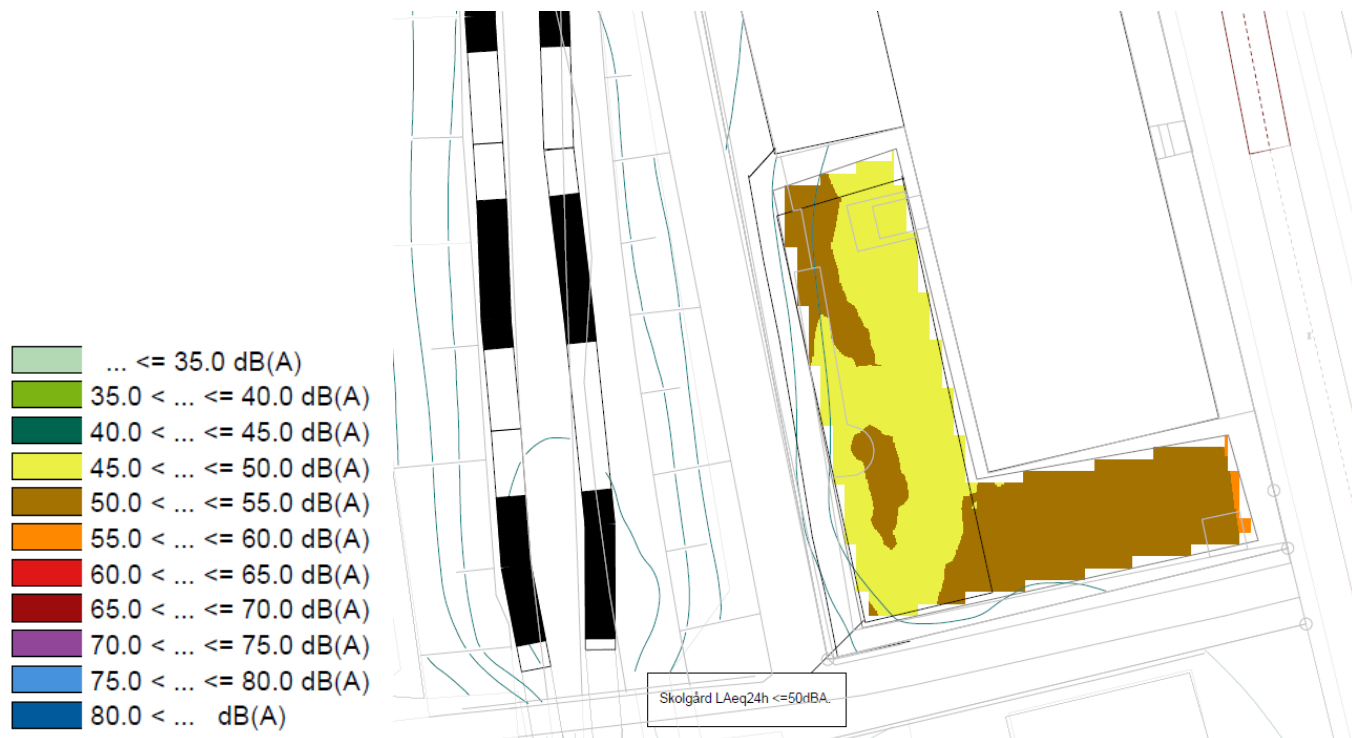 ... <= 35.0 dB(A)
35.0 < ... <= 40.0 dB(A)
40.0 < ... <= 45.0 dB(A)
45.0 < ... <= 50.0 dB(A)
50.0 < ... <= 55.0 dB(A)
55.0 < ... <= 60.0 dB(A)
60.0 < ... <= 65.0 dB(A)
65.0 < ... <= 70.0 dB(A)
70.0 < ... <= 75.0 dB(A)
75.0 < ... <= 80.0 dB(A)
80.0 < ... dB(A)
Skolgård LAeq24h <=50dBA.